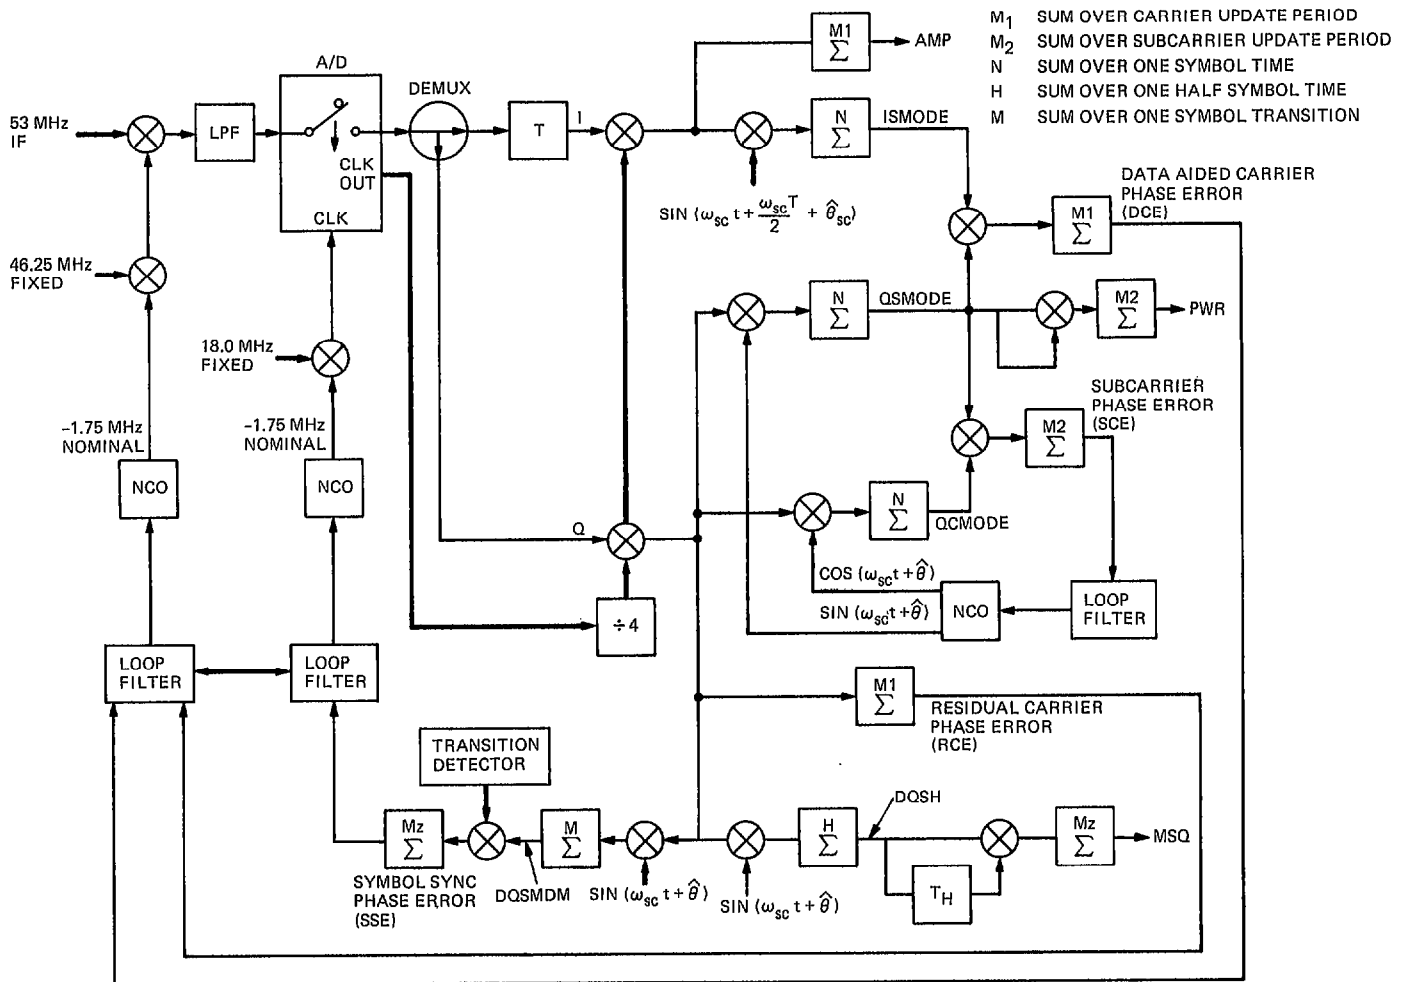 M1 SUM OVER CARRIER UPDATE PERIOD
M2 SUM OVER SUBCARRIER UPDATE PERIOD
N SUM OVER ONE SYMBOL TIME
H SUM OVER ONE HALF SYMBOL TIME
M SUM OVER ONE SYMBOL TRANSITION
M1
Σ
AMP
A/D
DEMUX
53 MHz
IF
LPF
CLK
OUT
CLK
T
I
N
Σ
ISMODE
SIN (ωsc t + ωsc T / 2 + θ̂sc)
DATA AIDED CARRIER
PHASE ERROR
(DCE)
M1
Σ
46.25 MHz
FIXED
18.0 MHz
FIXED
N
Σ
QSMODE
M2
Σ
PWR
SUBCARRIER
PHASE ERROR
(SCE)
M2
Σ
–1.75 MHz
NOMINAL
–1.75 MHz
NOMINAL
NCO
NCO
N
Σ
QCMODE
Q
COS (ωsc t + θ̂)
SIN (ωsc t + θ̂)
NCO
LOOP
FILTER
÷4
LOOP
FILTER
LOOP
FILTER
M1
Σ
RESIDUAL CARRIER
PHASE ERROR
(RCE)
TRANSITION
DETECTOR
DQSH
Mz
Σ
M
Σ
H
Σ
Mz
Σ
MSQ
SYMBOL SYNC
PHASE ERROR
(SSE)
DQSMDM
SIN (ωsc t + θ̂)
SIN (ωsc t + θ̂)
TH